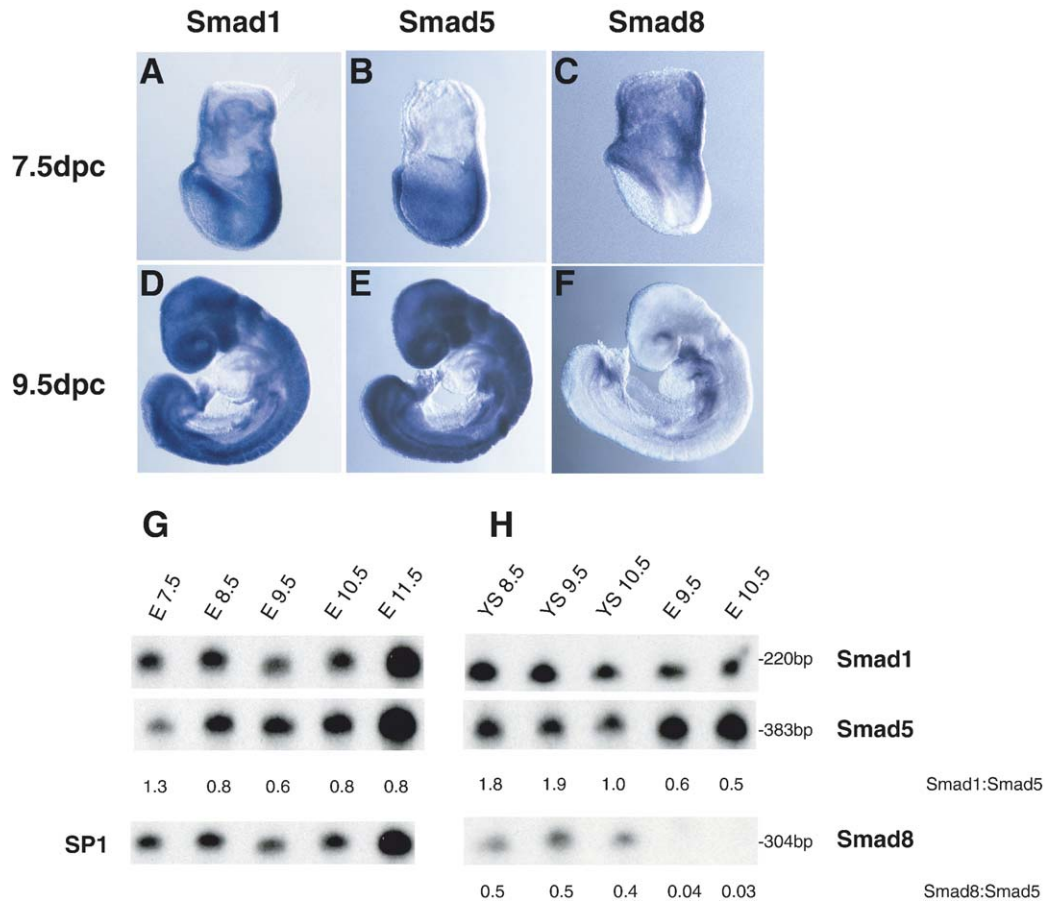 Smad1 Smad5 Smad8
A B C
7.5dpc
D E F
9.5dpc
G H
E 7.5 E 8.5 E 9.5 E 10.5 E 11.5 YS 8.5 YS 9.5 YS 10.5 E 9.5 E 10.5
-220bp Smad1
-383bp Smad5
1.3 0.8 0.6 0.8 0.8 1.8 1.9 1.0 0.6 0.5 Smad1:Smad5
SP1 -304bp Smad8
0.5 0.5 0.4 0.04 0.03 Smad8:Smad5